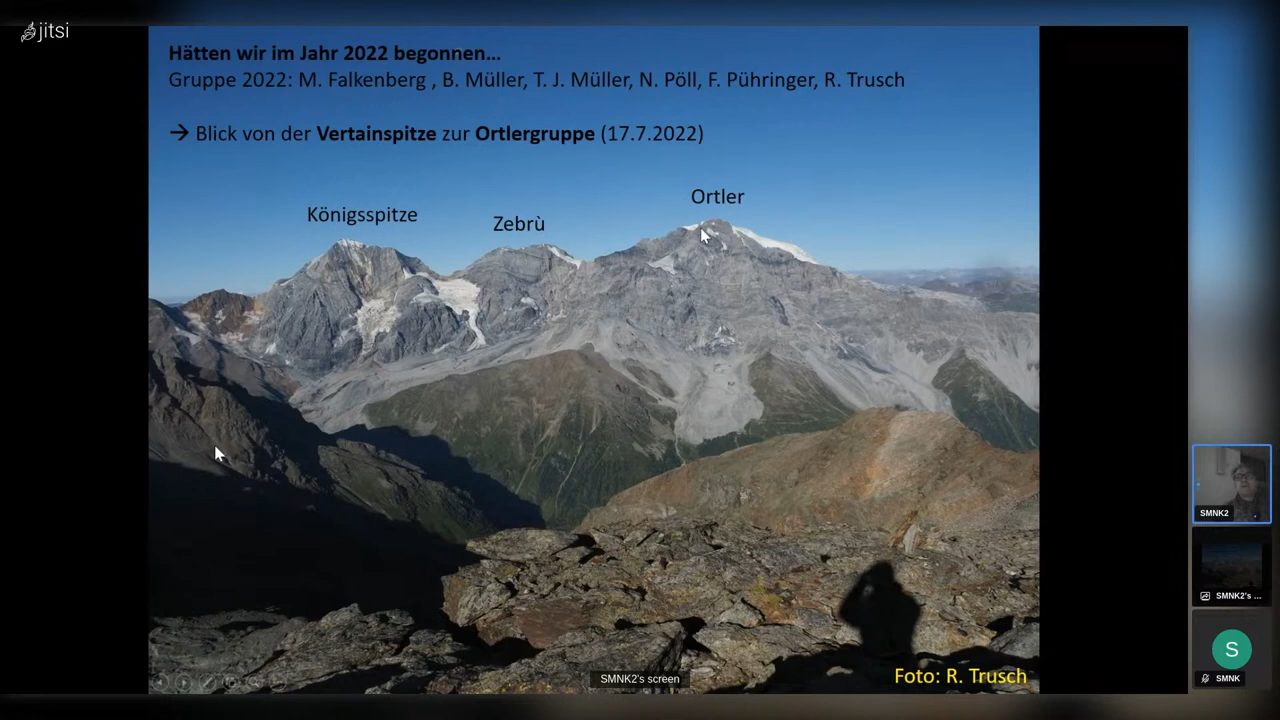 jitsi
Hätten wir im Jahr 2022 begonnen...
Gruppe 2022: M. Falkenberg , B. Müller, T. J. Müller, N. Pöll, F. Pühringer, R. Trusch
→ Blick von der Vertainspitze zur Ortlergruppe (17.7.2022)
Ortler
Königsspitze
Zebrù
SMNK2
SMNK2's ...
S
SMNK
SMNK2's screen
Foto: R. Trusch